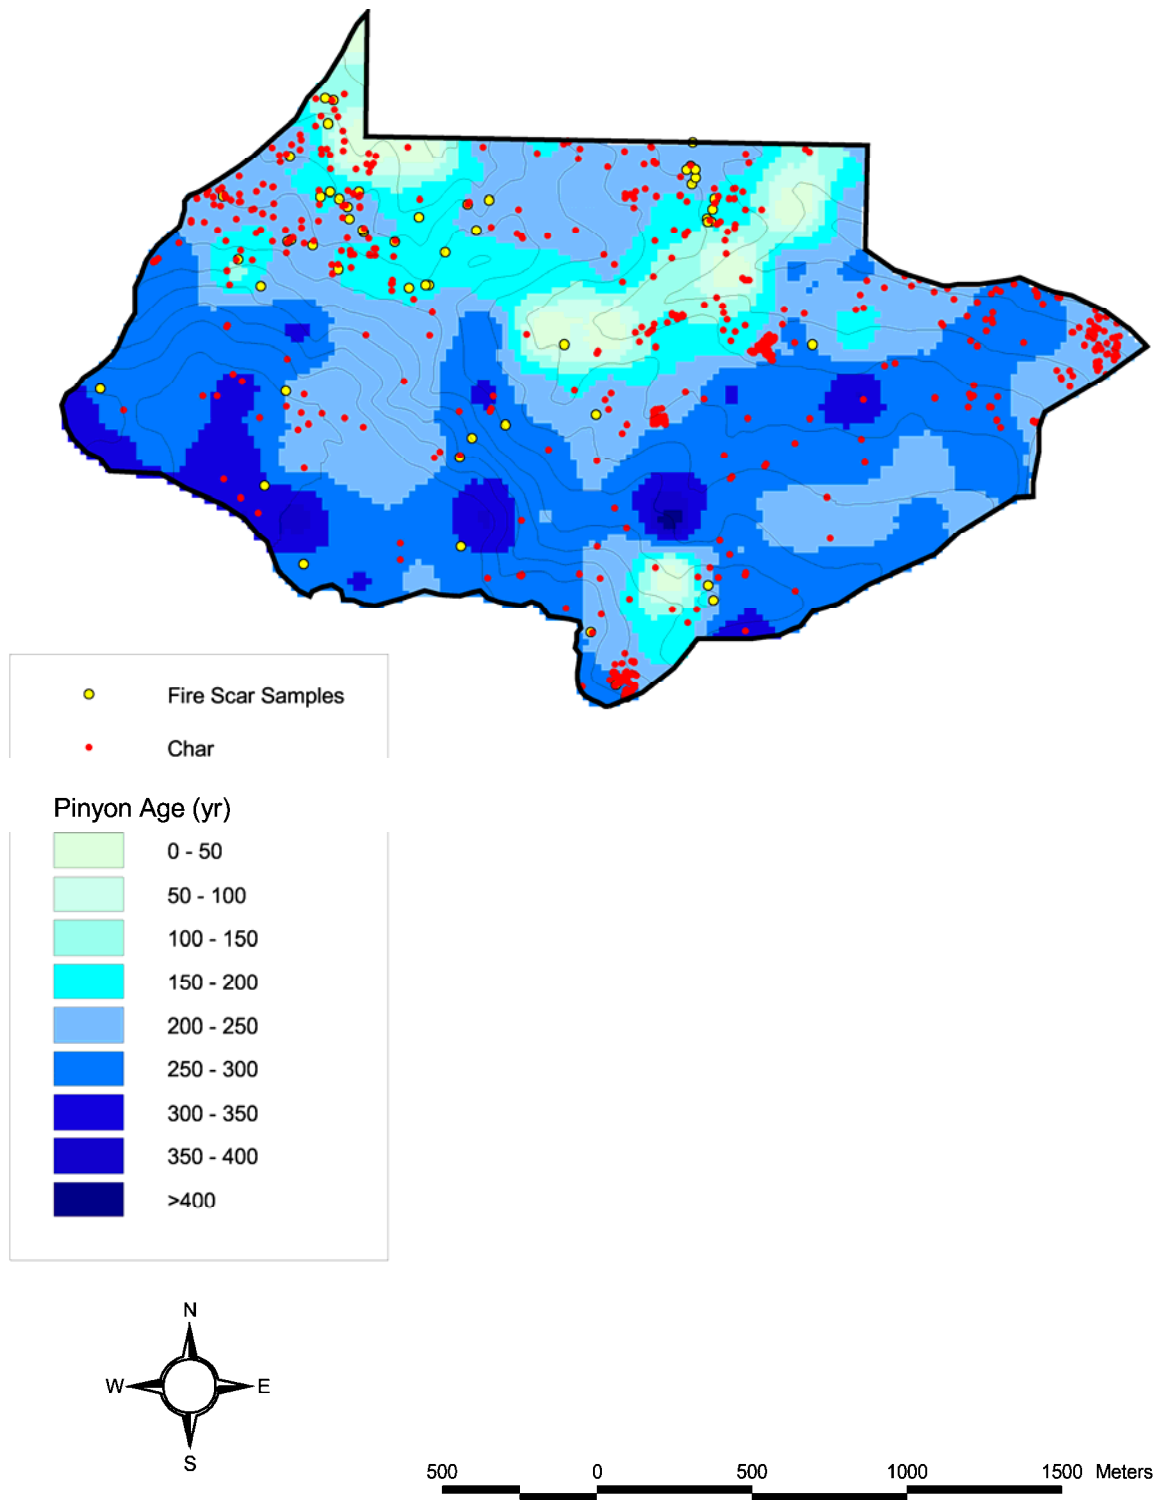 Fire Scar Samples
Char
Pinyon Age (yr)
0 - 50
50 - 100
100 - 150
150 - 200
200 - 250
250 - 300
300 - 350
350 - 400
>400
N
W E
S
500 0 500 1000 1500 Meters